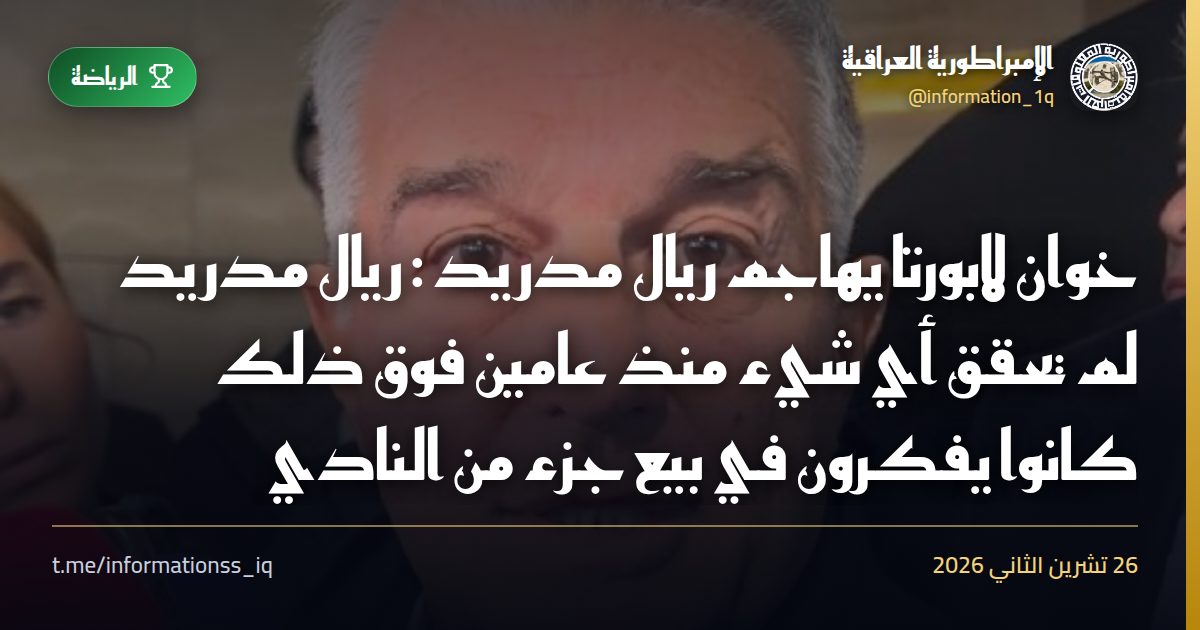 الإمبراطورية العراقية
@information_1q
الرياضة
خوان لابورتا يهاجم ريال مدريد : ريال مدريد
لم تحقق أي شيء منذ عامين فوق ذلك
كانوا يفكرون في بيع جزء من النادي
26 تشرين الثاني 2026
t.me/informationss_iq